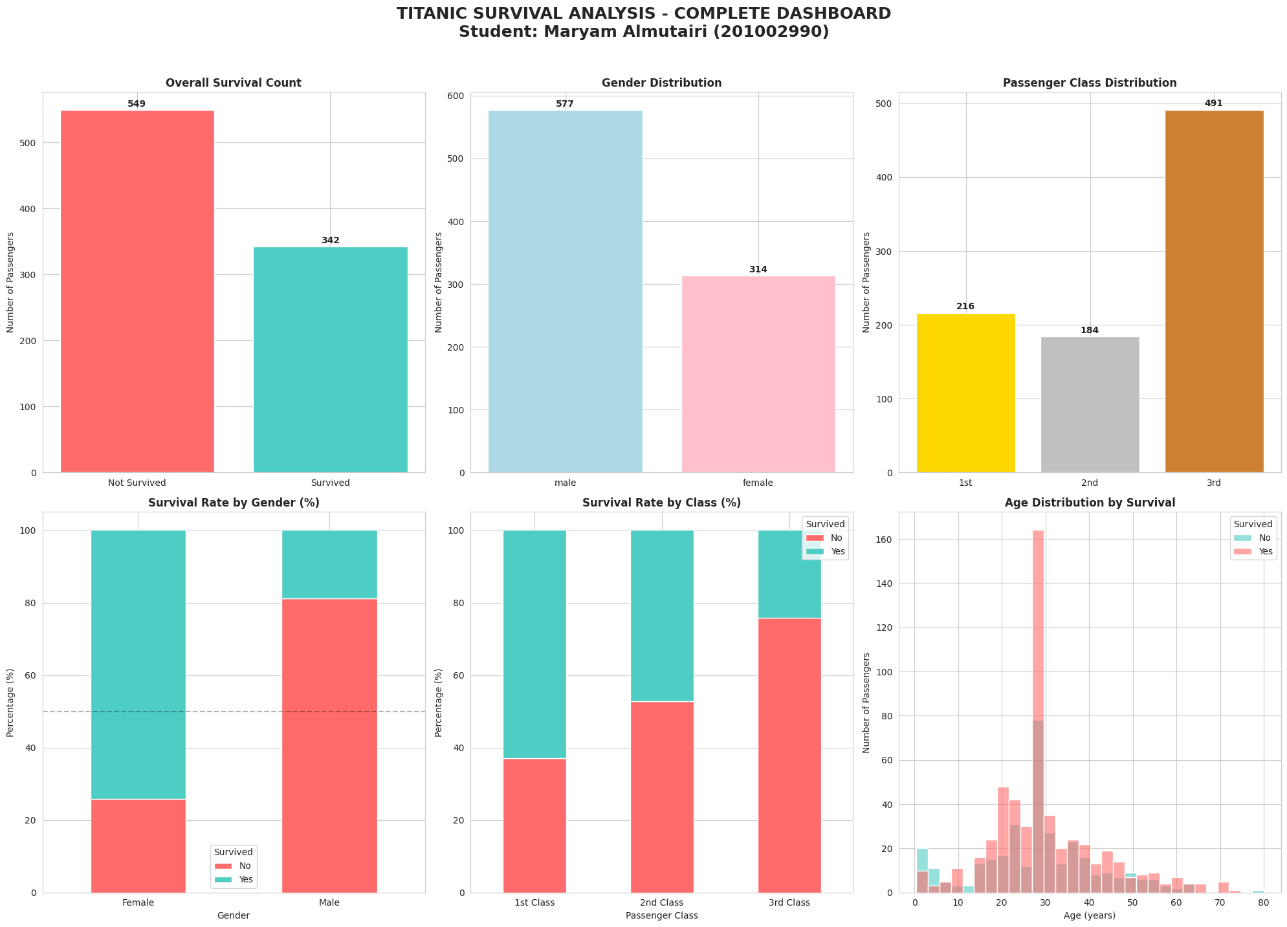 TITANIC SURVIVAL ANALYSIS - COMPLETE DASHBOARD
Student: Maryam Almutairi (201002990)
Overall Survival Count
Number of Passengers
500
400
300
200
100
0
549
342
Not Survived
Survived
Gender Distribution
Number of Passengers
600
500
400
300
200
100
0
577
314
male
female
Passenger Class Distribution
Number of Passengers
500
400
300
200
100
0
216
184
491
1st
2nd
3rd
Survival Rate by Gender (%)
Percentage (%)
100
80
60
40
20
0
Survived
No
Yes
Female
Male
Gender
Survival Rate by Class (%)
Percentage (%)
100
80
60
40
20
0
Survived
No
Yes
1st Class
2nd Class
3rd Class
Passenger Class
Age Distribution by Survival
Number of Passengers
160
140
120
100
80
60
40
20
0
Survived
No
Yes
0
10
20
30
40
50
60
70
80
Age (years)